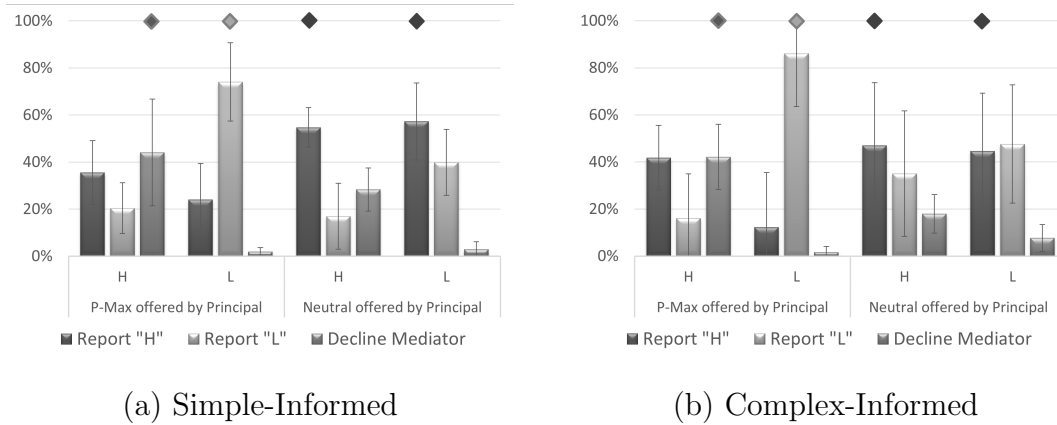 100%
80%
60%
40%
20%
0%
H L H L
P-Max offered by Principal Neutral offered by Principal
Report "H" Report "L" Decline Mediator
(a) Simple-Informed
100%
80%
60%
40%
20%
0%
H L H L
P-Max offered by Principal Neutral offered by Principal
Report "H" Report "L" Decline Mediator
(b) Complex-Informed